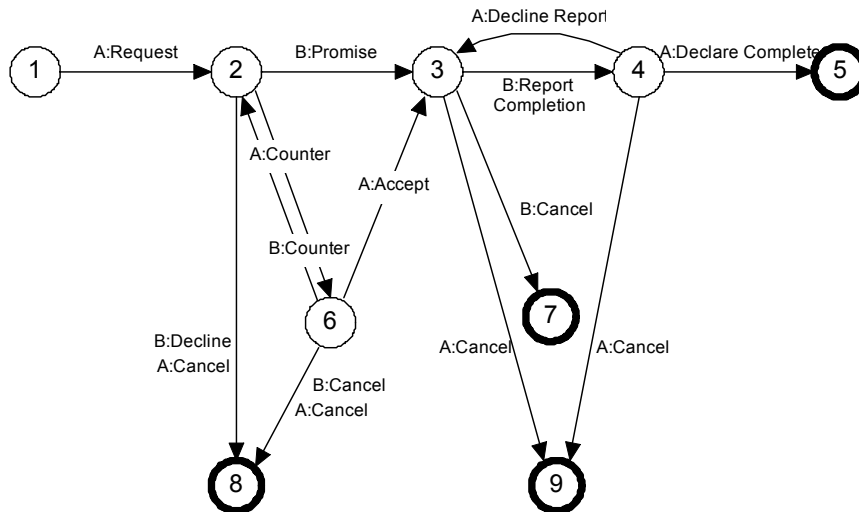 A:Decline Report
A:Request
B:Promise
A:Declare Complete
1
2
3
4
5
B:Report
Completion
A:Counter
A:Accept
B:Cancel
B:Counter
7
6
B:Decline
A:Cancel
A:Cancel
A:Cancel
B:Cancel
A:Cancel
8
9